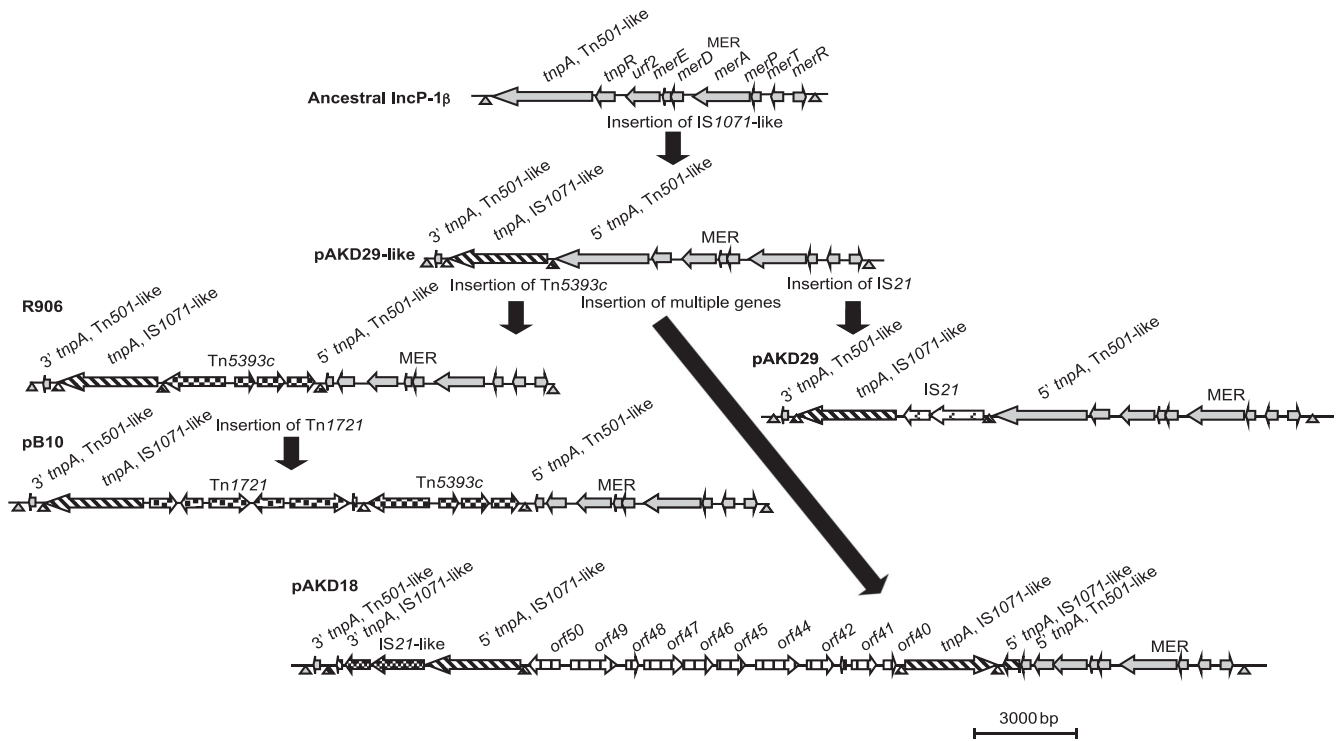 tnpA, Tn501-like
tnpR
urf2
merE
merD
MER
merA
merP
merT
merR
Ancestral IncP-1β
Insertion of IS1071-like
3' tnpA, Tn501-like
tnpA, IS1071-like
5' tnpA, Tn501-like
MER
pAKD29-like
Insertion of Tn5393c
Insertion of multiple genes
Insertion of IS21
R906
3' tnpA, Tn501-like
tnpA, IS1071-like
Tn5393c
5' tnpA, Tn501-like
MER
pAKD29
3' tnpA, Tn501-like
tnpA, IS1071-like
IS21
5' tnpA, Tn501-like
MER
Insertion of Tn1721
pB10
3' tnpA, Tn501-like
tnpA, IS1071-like
Tn1721
Tn5393c
5' tnpA, Tn501-like
MER
pAKD18
3' tnpA, Tn501-like
3' tnpA, IS1071-like
IS21-like
5' tnpA, IS1071-like
orf50
orf49
orf48
orf47
orf46
orf45
orf44
orf42
orf41
orf40
tnpA, IS1071-like
5' tnpA, IS1071-like
5' tnpA, Tn501-like
MER
3000 bp